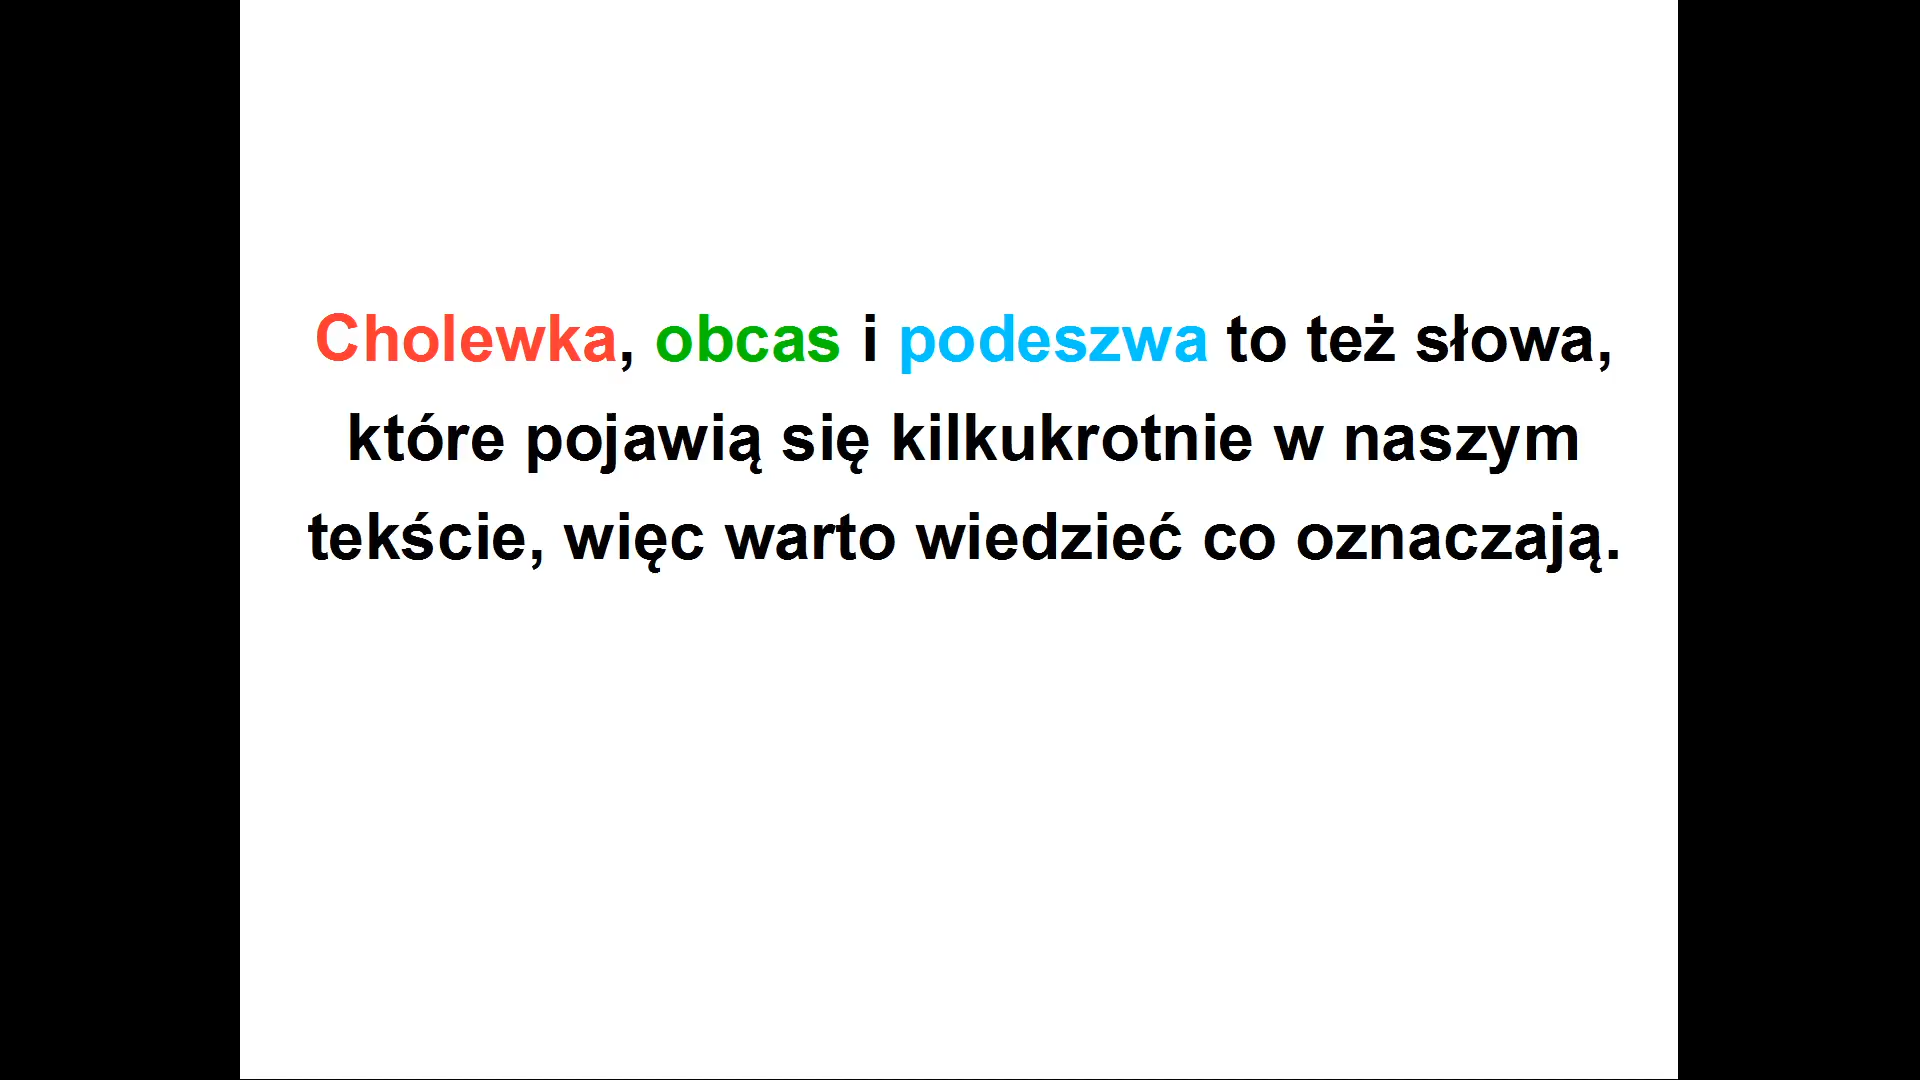 Cholewka, obcas i podeszwa to też słowa,
które pojawią się kilkukrotnie w naszym
tekście, więc warto wiedzieć co oznaczają.